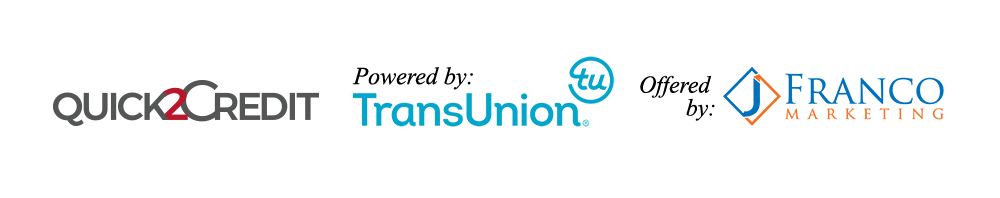 QUICK2CREDIT
Powered by:
TransUnion®
tu
Offered
by:
J FRANCO
MARKETING